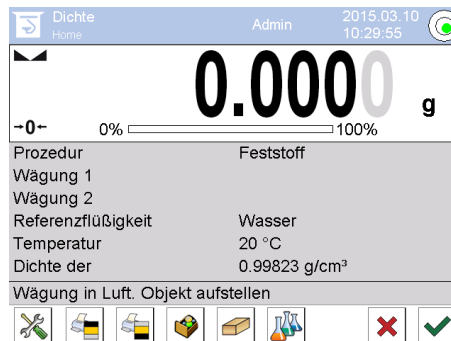 Dichte
Home
Admin
2015.03.10
10:29:55
0.0000 g
→0←
0% 100%
Prozedur Feststoff
Wägung 1
Wägung 2
Referenzflüßigkeit Wasser
Temperatur 20 °C
Dichte der 0.99823 g/cm³
Wägung in Luft. Objekt aufstellen